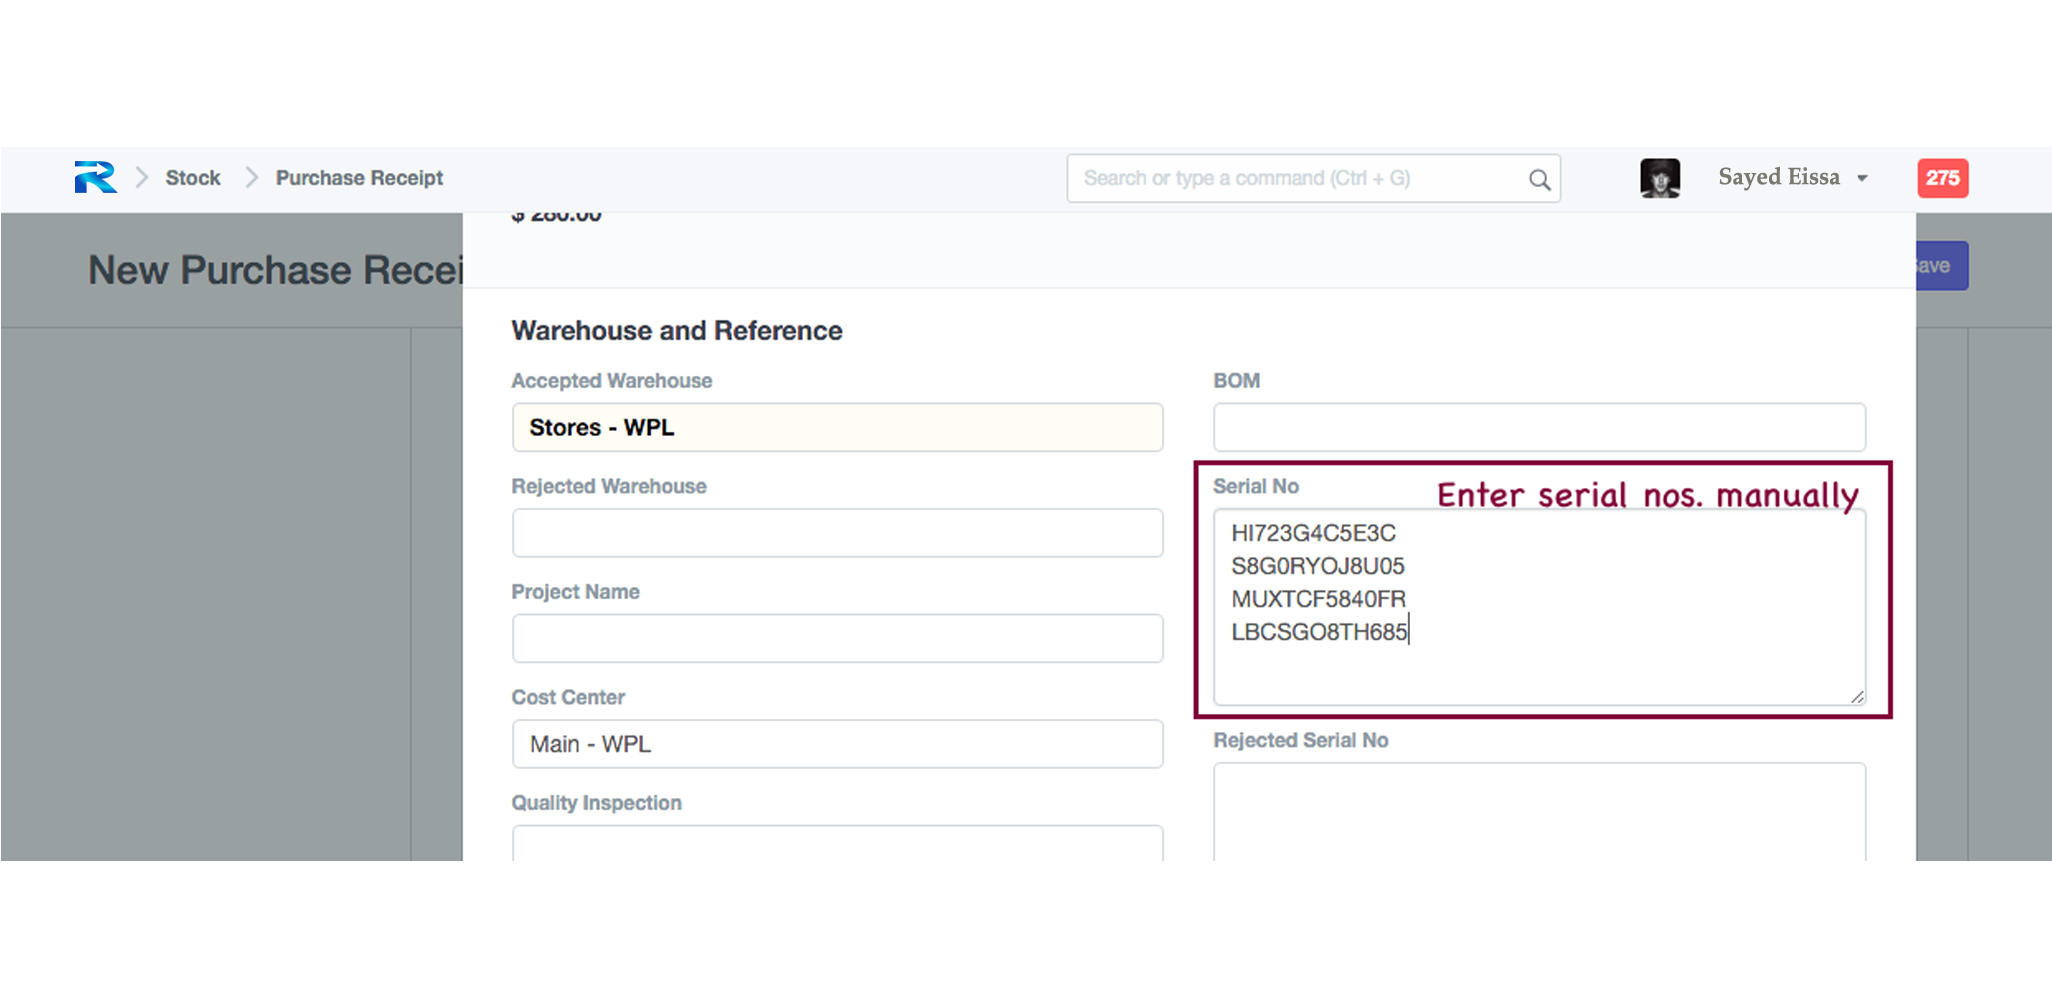 Stock
Purchase Receipt
Search or type a command (Ctrl + G)
Sayed Eissa
275
$ 280.00
New Purchase Recei
ave
Warehouse and Reference
Accepted Warehouse
Stores - WPL
Rejected Warehouse
Project Name
Cost Center
Main - WPL
Quality Inspection
BOM
Serial No
Enter serial nos. manually
HI723G4C5E3C
S8G0RYOJ8U05
MUXTCF5840FR
LBCSGO8TH685
Rejected Serial No